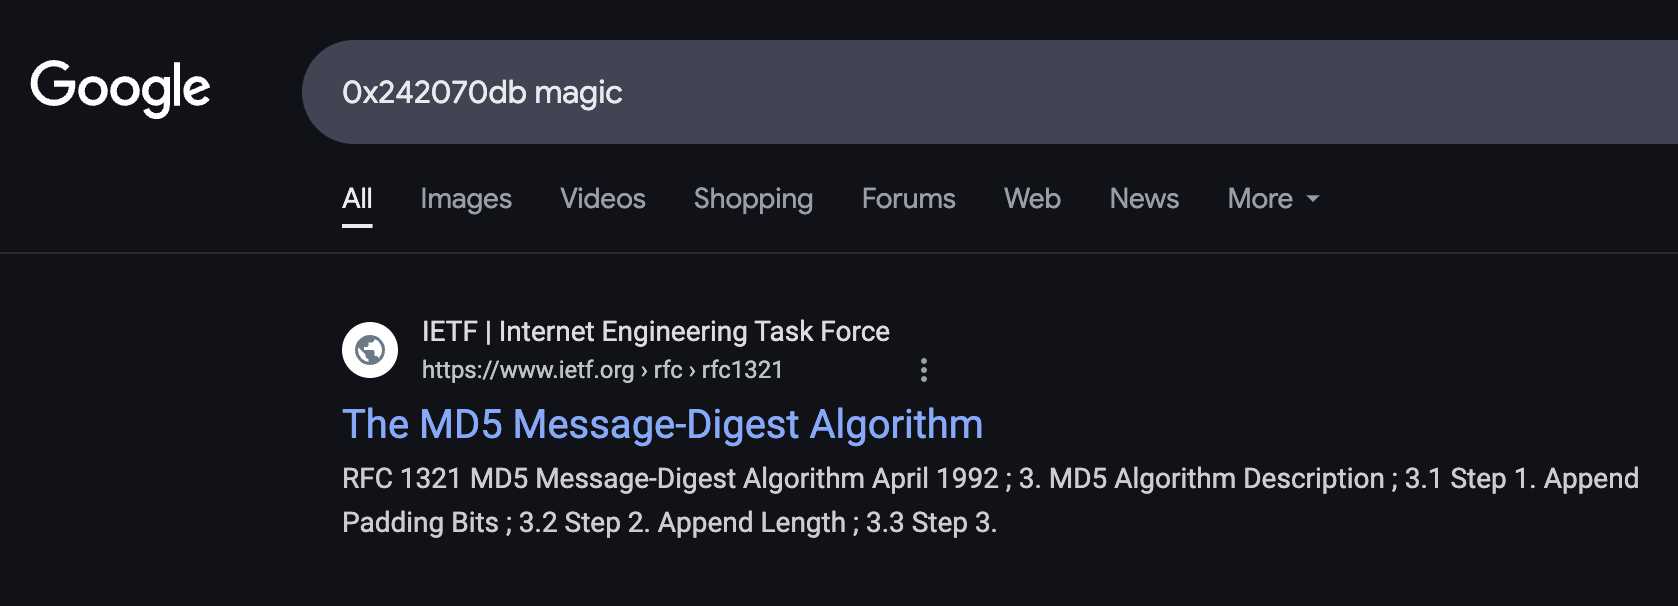 Google
0x242070db magic
All Images Videos Shopping Forums Web News More
IETF | Internet Engineering Task Force
https://www.ietf.org › rfc › rfc1321
The MD5 Message-Digest Algorithm
RFC 1321 MD5 Message-Digest Algorithm April 1992 ; 3. MD5 Algorithm Description ; 3.1 Step 1. Append
Padding Bits ; 3.2 Step 2. Append Length ; 3.3 Step 3.